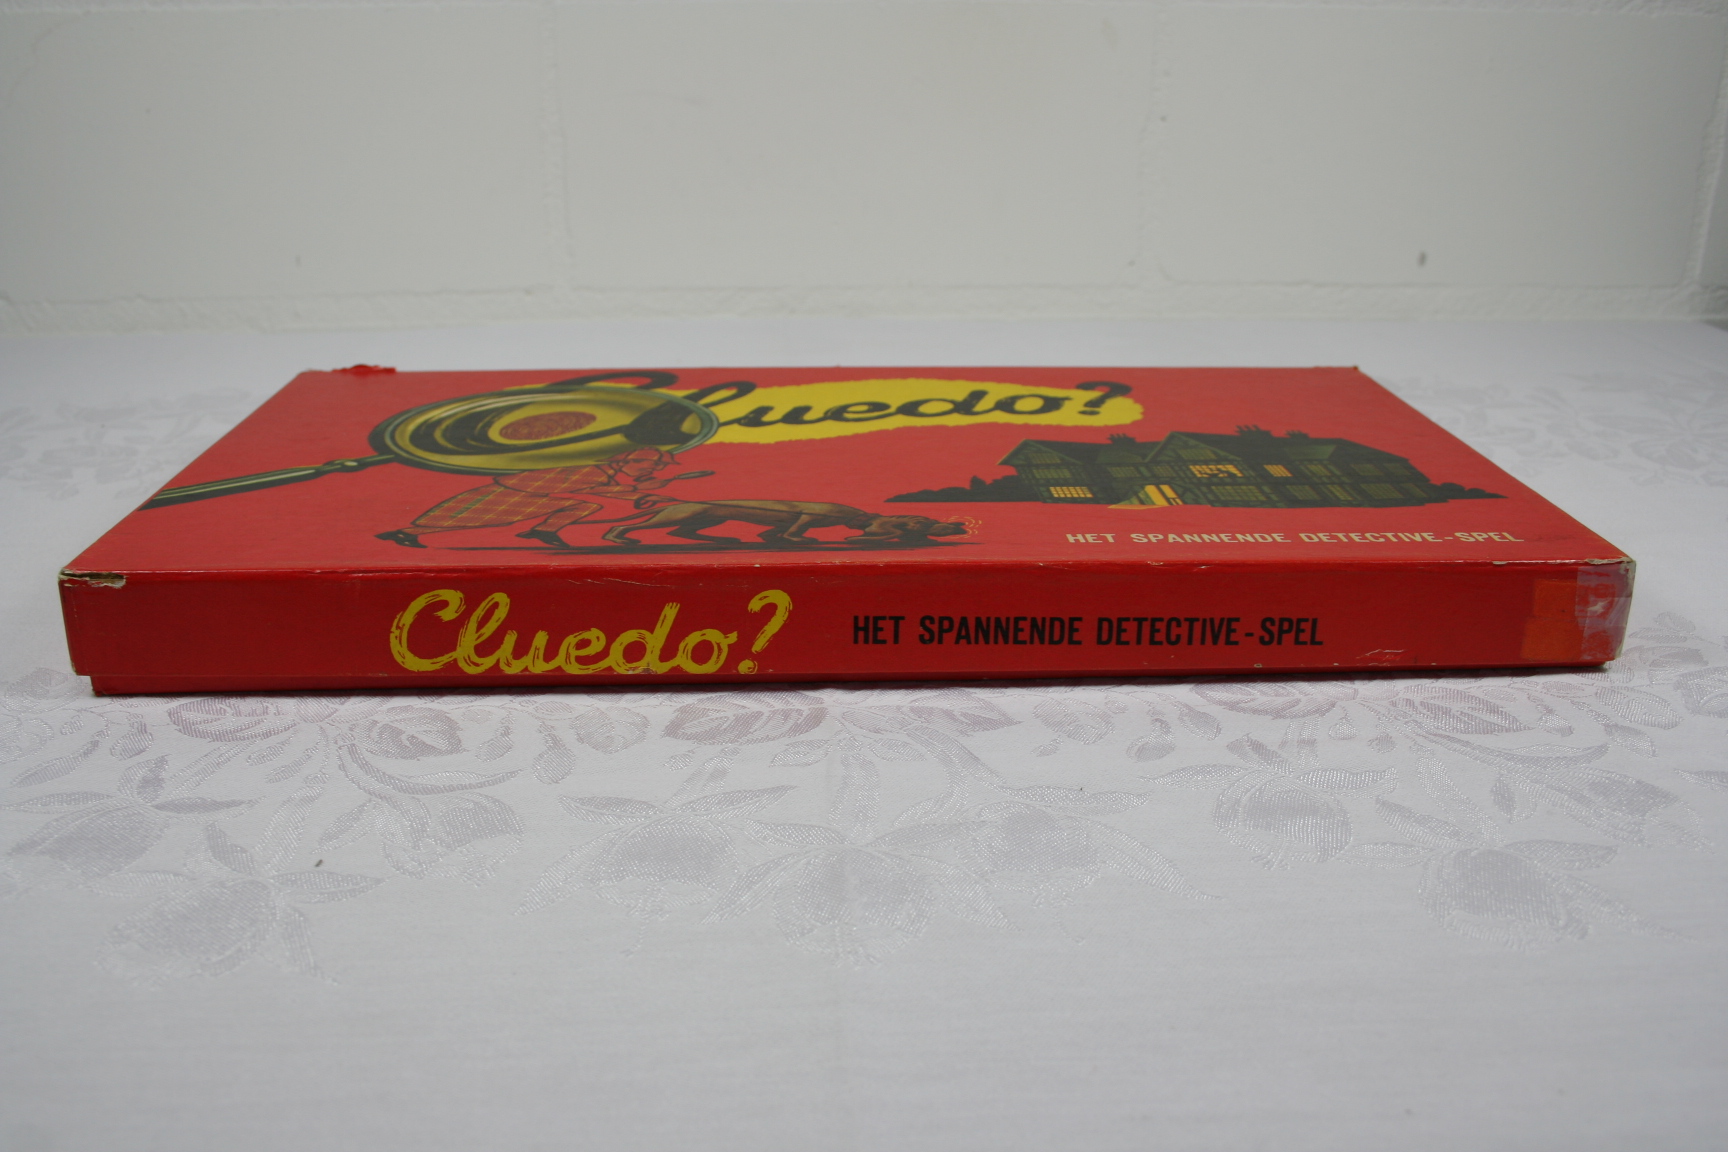 Cluedo?
HET SPANNENDE DETECTIVE-SPEL
Cluedo? HET SPANNENDE DETECTIVE-SPEL